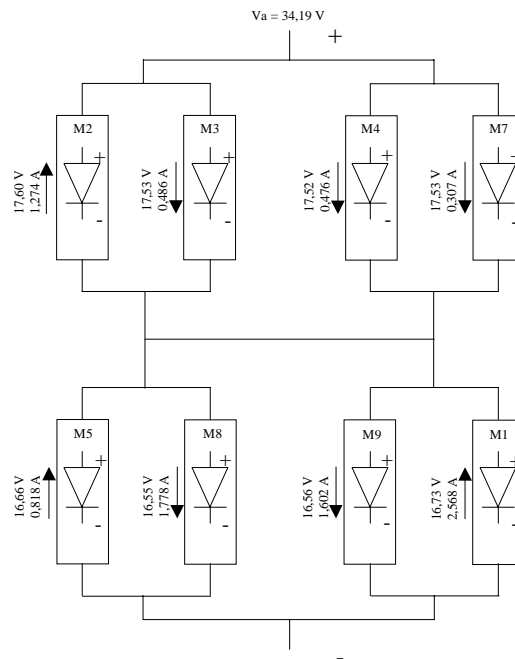 Va = 34,19 V
+
M2
M3
M4
M7
+
+
+
+
17,60 V
1,274 A
17,53 V
0,486 A
17,52 V
0,476 A
17,53 V
0,307 A
-
-
-
-
M5
M8
M9
M1
+
+
+
+
16,66 V
0,818 A
16,55 V
1,778 A
16,56 V
1,602 A
16,73 V
2,568 A
-
-
-
-
-